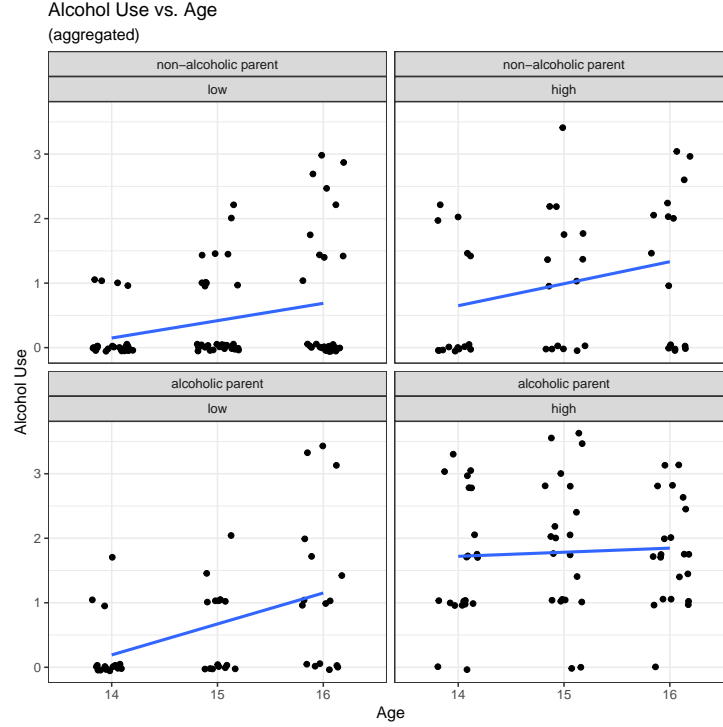 Alcohol Use vs. Age
(aggregated)
non−alcoholic parent
low
non−alcoholic parent
high
3
2
1
0
alcoholic parent
low
alcoholic parent
high
3
2
1
0
14
15
16
14
15
16
Alcohol Use
Age